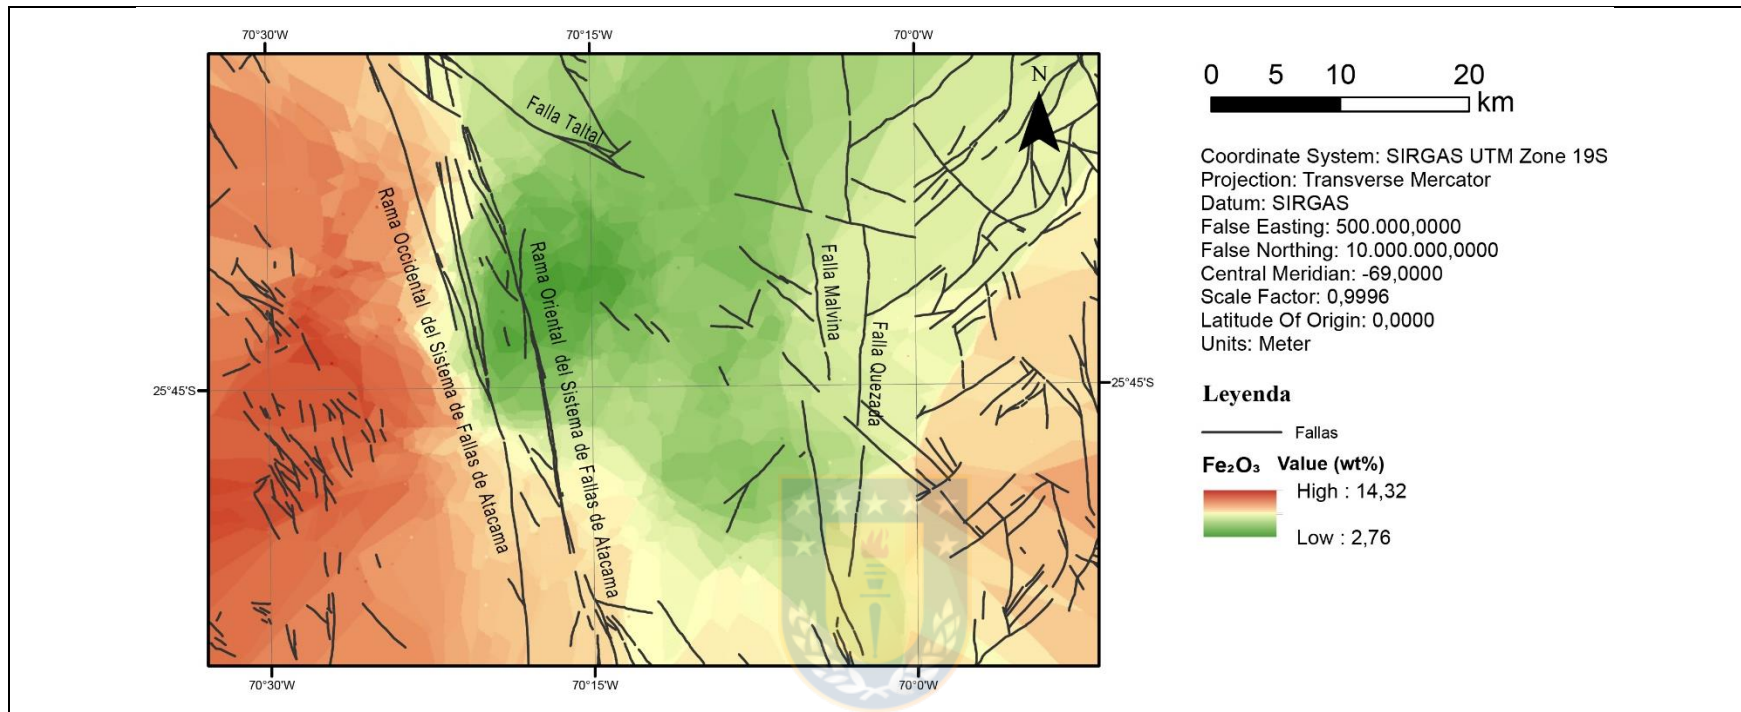 70°30'W
70°15'W
70°0'W
N
Falla Taltal
Rama Occidental del Sistema de Fallas de Atacama
Rama Oriental del Sistema de Fallas de Atacama
Falla Malvina
Falla Quezada
25°45'S
25°45'S
70°30'W
70°15'W
70°0'W
0 5 10 20
km
Coordinate System: SIRGAS UTM Zone 19S
Projection: Transverse Mercator
Datum: SIRGAS
False Easting: 500.000,0000
False Northing: 10.000.000,0000
Central Meridian: -69,0000
Scale Factor: 0,9996
Latitude Of Origin: 0,0000
Units: Meter
Leyenda
Fallas
Fe₂O₃ Value (wt%)
High : 14,32
Low : 2,76